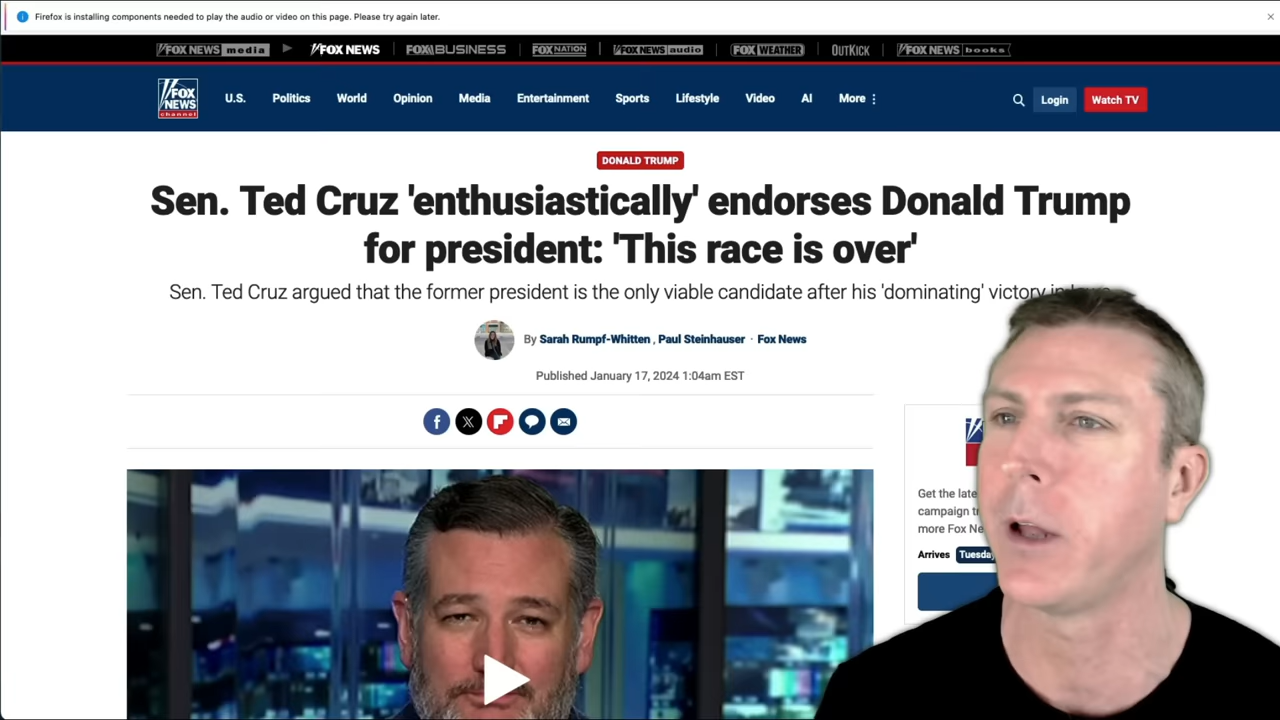 Firefox is installing components needed to play the audio or video on this page. Please try again later.
FOX NEWS media FOX NEWS FOX BUSINESS FOX NATION FOX NEWS audio FOX WEATHER OUTKICK FOX NEWS books
FOX NEWS channel
U.S. Politics World Opinion Media Entertainment Sports Lifestyle Video AI More Login Watch TV
DONALD TRUMP
Sen. Ted Cruz 'enthusiastically' endorses Donald Trump
for president: 'This race is over'
Sen. Ted Cruz argued that the former president is the only viable candidate after his 'dominating' victory in
By Sarah Rumpf-Whitten , Paul Steinhauser · Fox News
Published January 17, 2024 1:04am EST
Get the late
campaign
more Fox
Arrives Tuesday